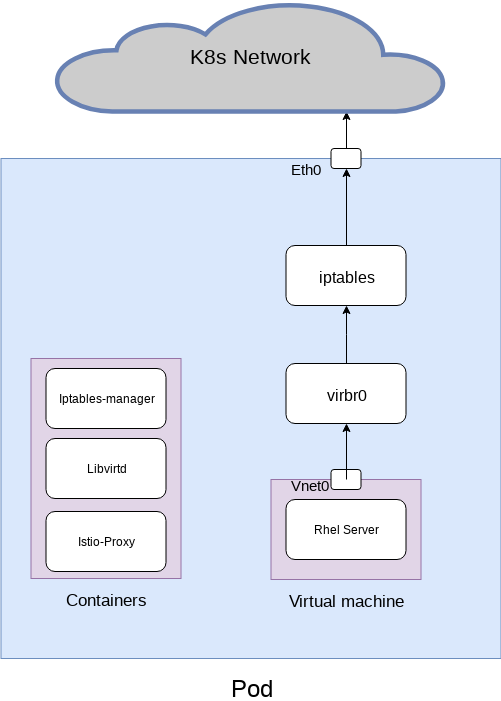 K8s Network
Eth0
iptables
virbr0
Iptables-manager
Libvirtd
Istio-Proxy
Containers
Vnet0
Rhel Server
Virtual machine
Pod